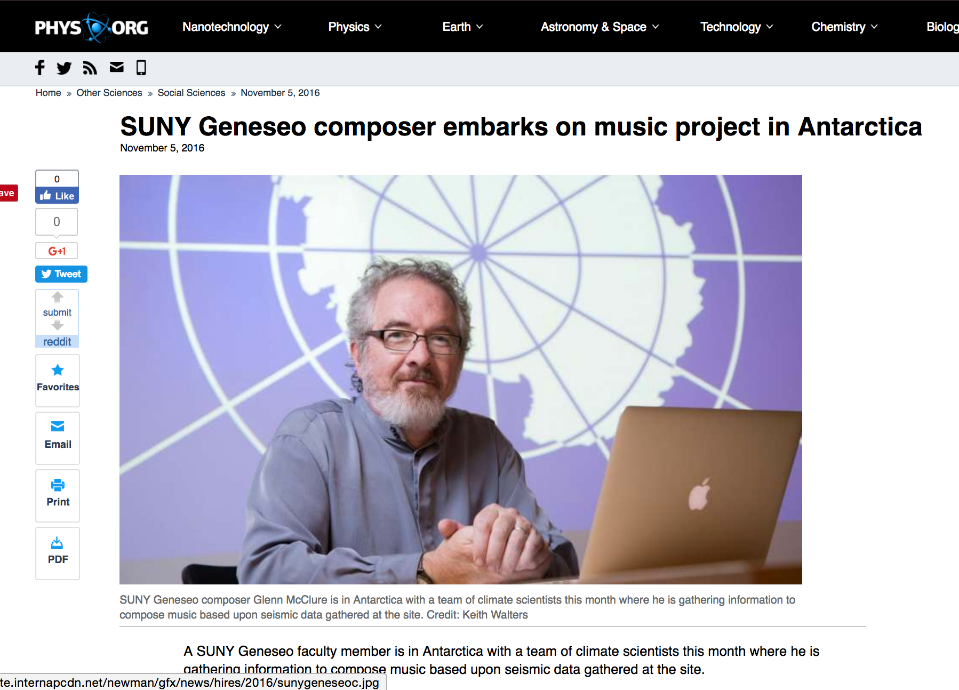 PHYS ORG
Nanotechnology
Physics
Earth
Astronomy & Space
Technology
Chemistry
Biolog
Home » Other Sciences » Social Sciences » November 5, 2016
SUNY Geneseo composer embarks on music project in Antarctica
November 5, 2016
0
ave
Like
0
G+1
Tweet
submit
reddit
Favorites
Email
Print
PDF
SUNY Geneseo composer Glenn McClure is in Antarctica with a team of climate scientists this month where he is gathering information to
compose music based upon seismic data gathered at the site. Credit: Keith Walters
A SUNY Geneseo faculty member is in Antarctica with a team of climate scientists this month where he is
gathering information to compose music based upon seismic data gathered at the site.
te.internapcdn.net/newman/gfx/news/hires/2016/sunygeneseoc.jpg